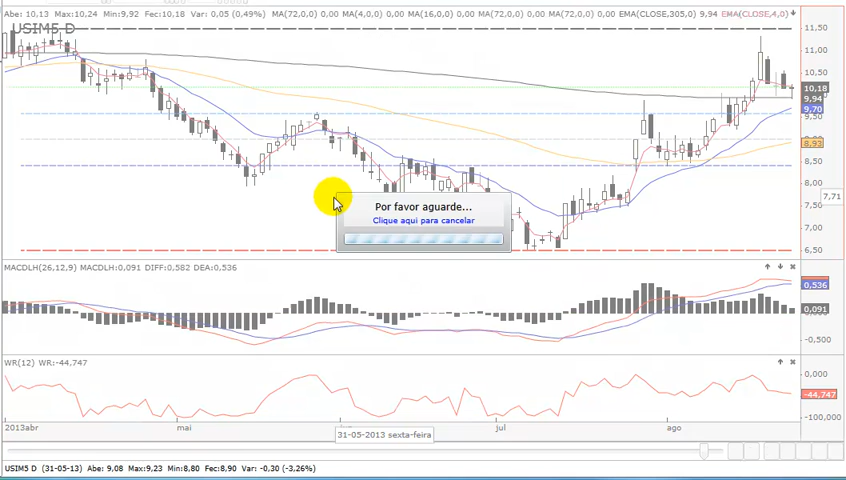 Abe: 10,13 Max:10,24 Min:9,92 Fec:10,18 Var: 0,05 (0,49%) MA(72,0,0) 0,00 MA(4,0,0) 0,00 MA(16,0,0) 0,00 MA(72,0,0) 0,00 MA(72,0,0) 0,00 EMA(CLOSE,305,0) 9,94 EMA(CLOSE,4,0)
USIM5 D
11,50
11,00
10,50
10,18
9,94
9,70
9,50
8,93
8,50
8,00
7,71
7,00
6,50
Por favor aguarde...
Clique aqui para cancelar
MACDLH(26,12,9) MACDLH:0,091 DIFF:0,582 DEA:0,536
0,536
0,091
-0,500
WR(12) WR:-44,747
0,000
-44,747
-100,000
2013abr mai jul ago
31-05-2013 sexta-feira
USIM5 D (31-05-13) Abe: 9,08 Max:9,23 Min:8,80 Fec:8,90 Var: -0,30 (-3,26%)